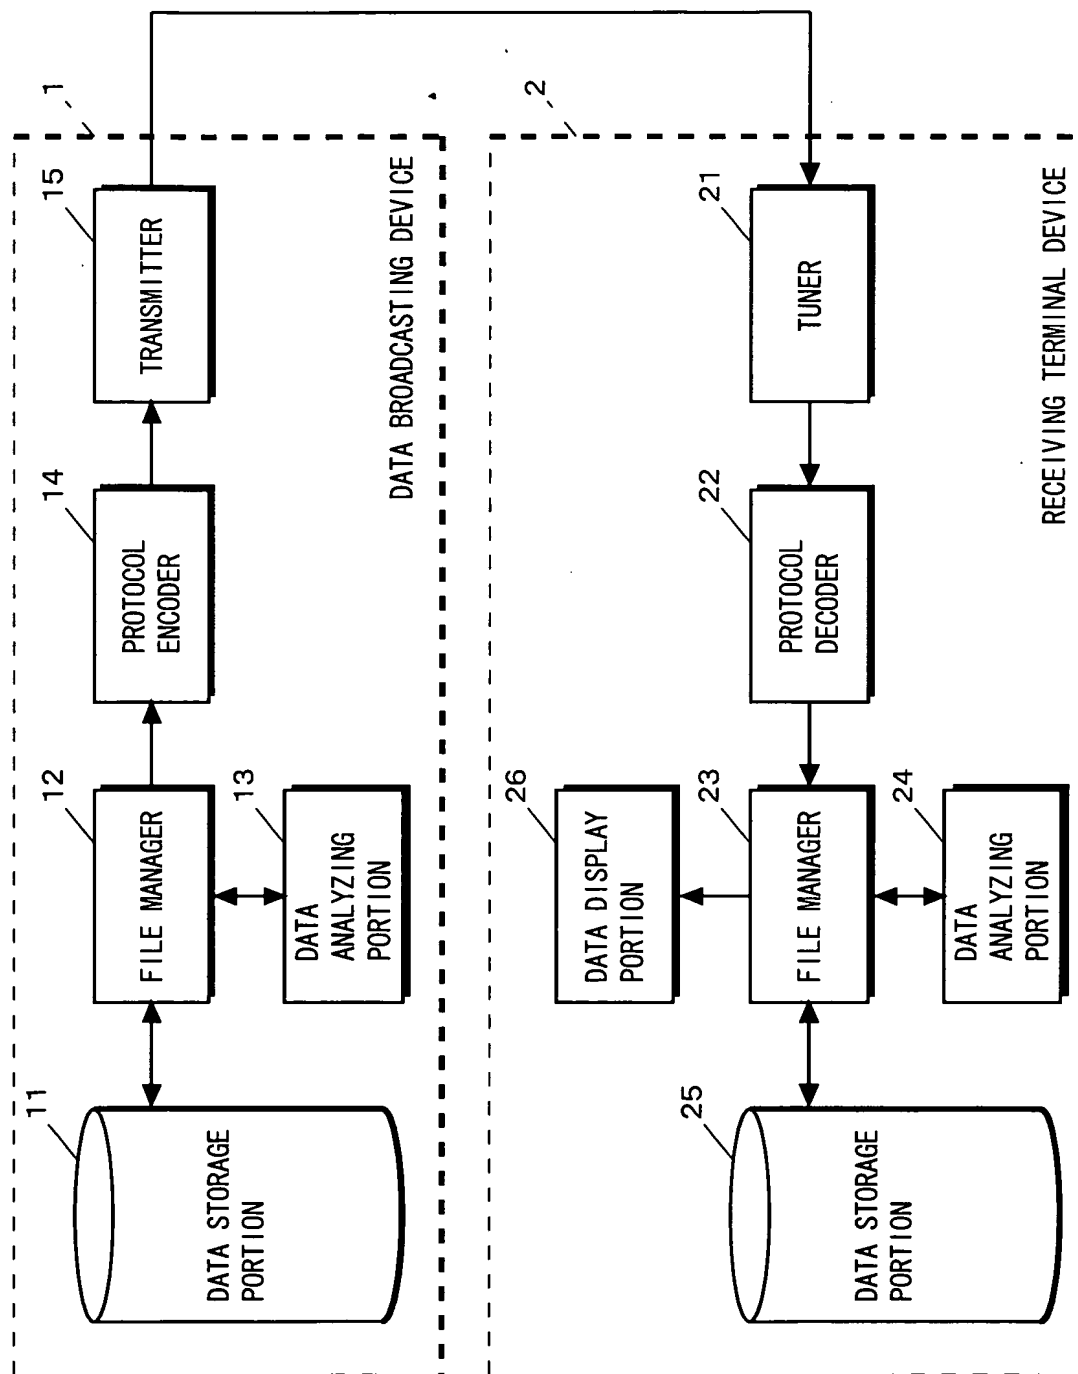 1
11
DATA STORAGE
PORTION
12
FILE MANAGER
13
DATA
ANALYZING
PORTION
14
PROTOCOL
ENCODER
15
TRANSMITTER
DATA BROADCASTING DEVICE
2
25
DATA STORAGE
PORTION
26
DATA DISPLAY
PORTION
23
FILE MANAGER
24
DATA
ANALYZING
PORTION
22
PROTOCOL
DECODER
21
TUNER
RECEIVING TERMINAL DEVICE